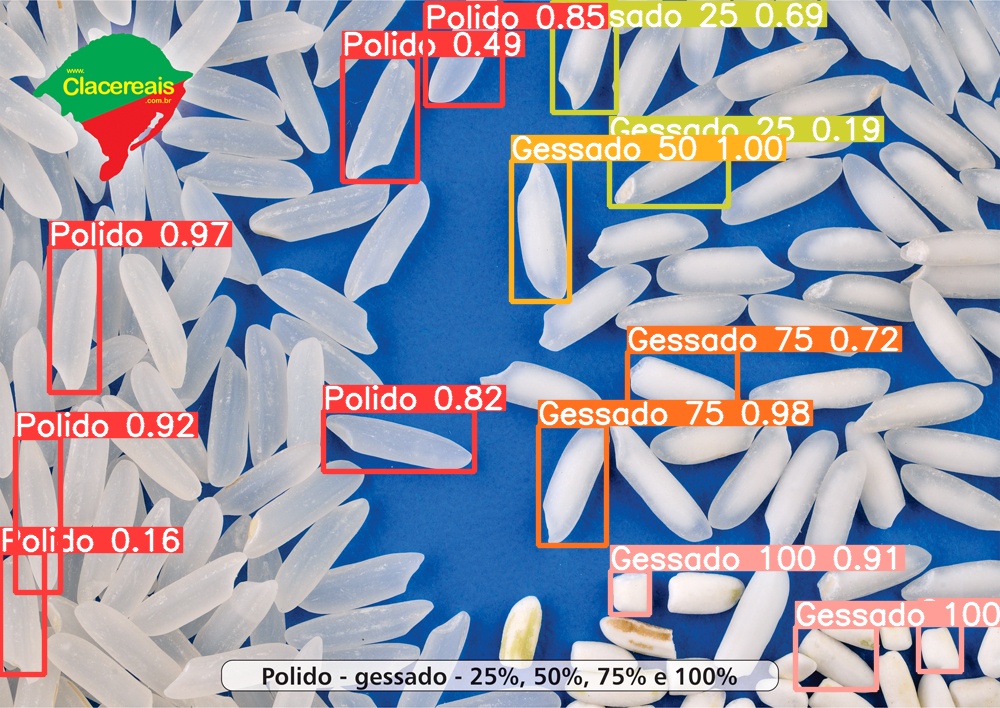 Polido 0.85
sado 25 0.69
Polido 0.49
www.
Clacereais
.com.br
Gessado 25 0.19
Gessado 50 1.00
Polido 0.97
Gessado 75 0.72
Polido 0.82
Gessado 75 0.98
Polido 0.92
Polido 0.16
Gessado 100 0.91
Gessado 100
Polido - gessado - 25%, 50%, 75% e 100%